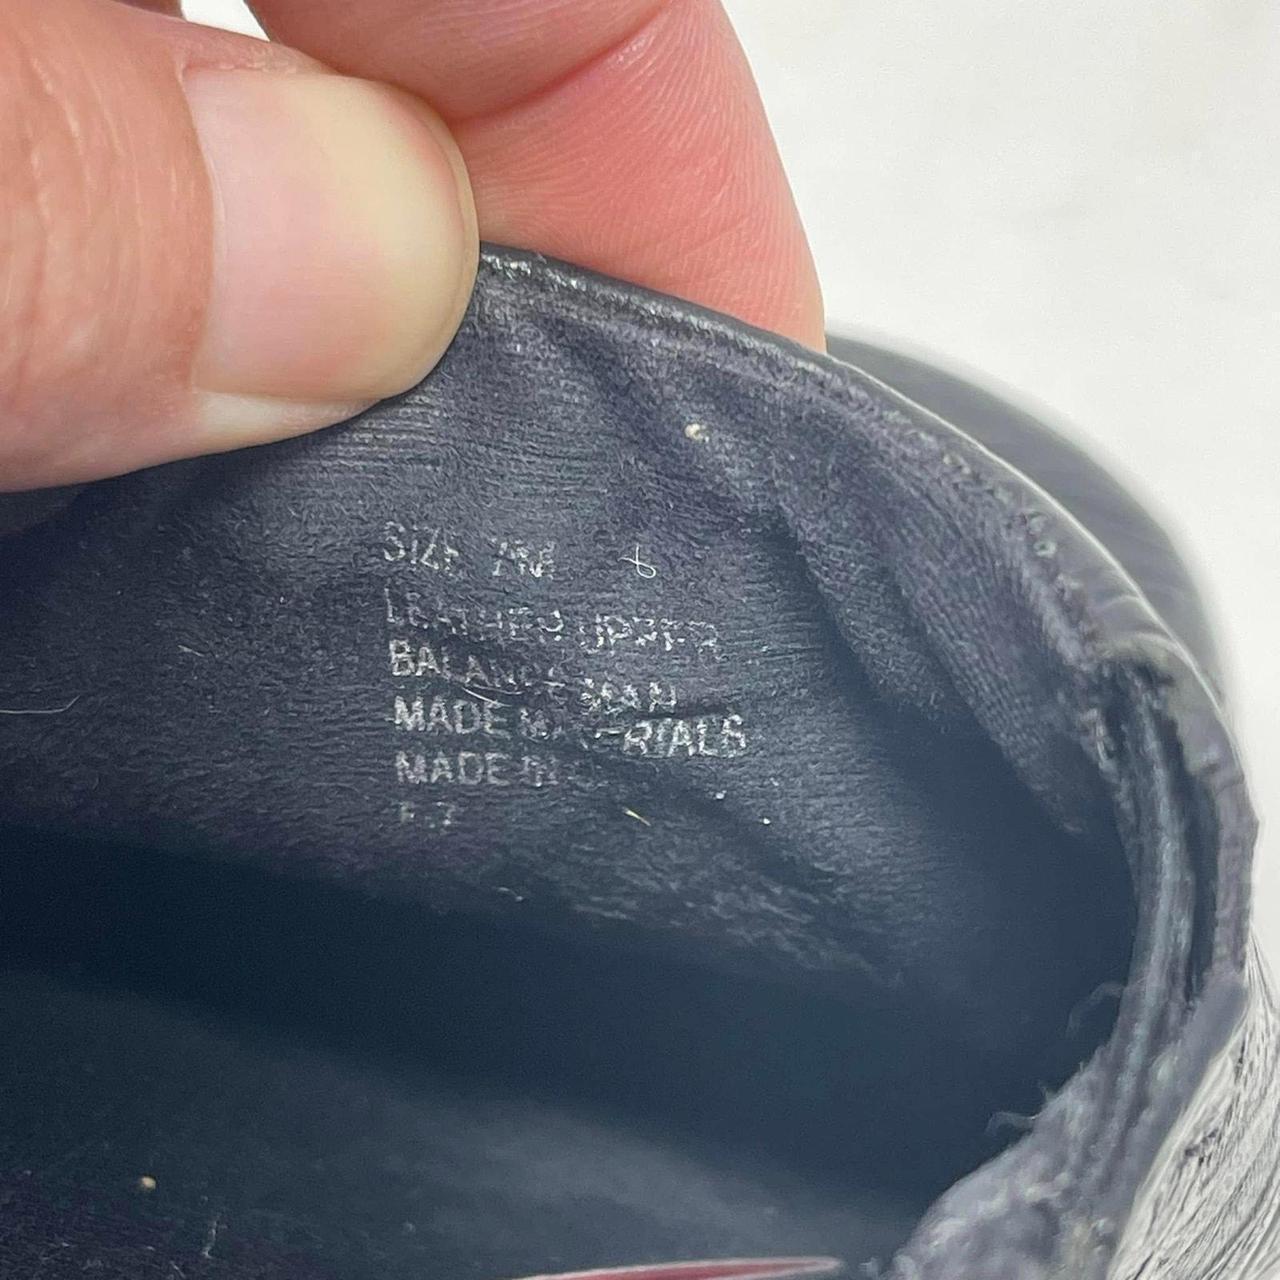 SIZE
LEATHER UPPER
BALANCE MAN
MADE MATERIALS
MADE IN